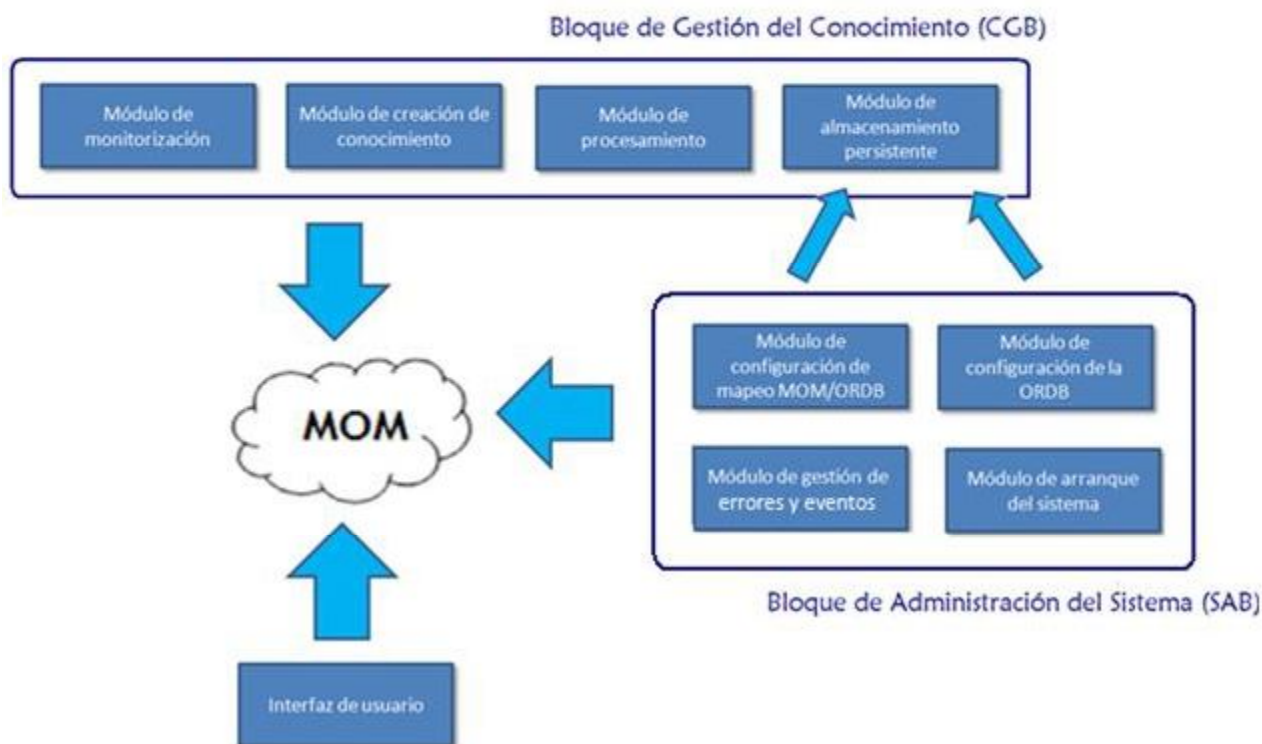 Bloque de Gestión del Conocimiento (CGB)
Módulo de
monitorización
Módulo de creación de
conocimiento
Módulo de
procesamiento
Módulo de
almacenamiento
persistente
Módulo de
configuración de
mapeo MOM/ORDB
Módulo de
configuración de la
ORDB
MOM
Módulo de gestión de
errores y eventos
Módulo de arranque
del sistema
Bloque de Administración del Sistema (SAB)
Interfaz de usuario